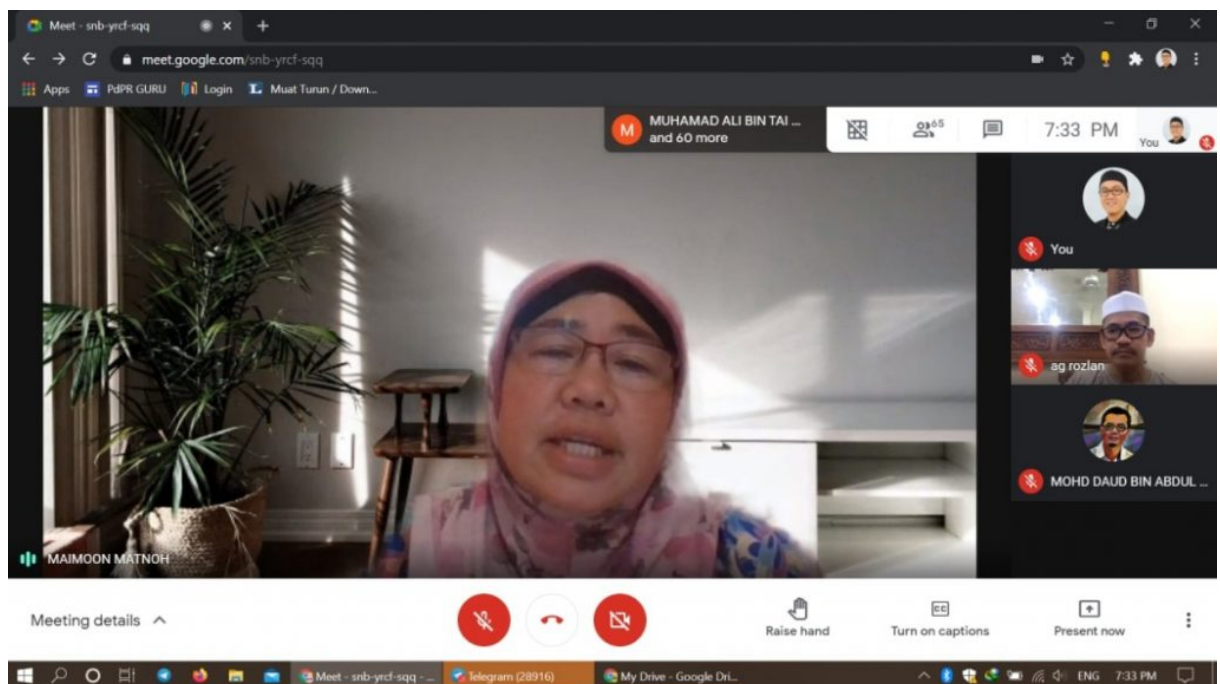 Meet - snb-yrcf-sqq
meet.google.com/snb-yrcf-sqq
Apps PdPR GURU Login Muat Turun / Down...
M
MUHAMAD ALI BIN TAI ...
and 60 more
65
7:33 PM
You
You
ag rozlan
MOHD DAUD BIN ABDUL ...
MAIMOON MATNOH
Meeting details
Raise hand
CC
Turn on captions
Present now
Meet - snb-yrcf-sqq - ...
Telegram (28916)
My Drive - Google Dri...
ENG 7:33 PM